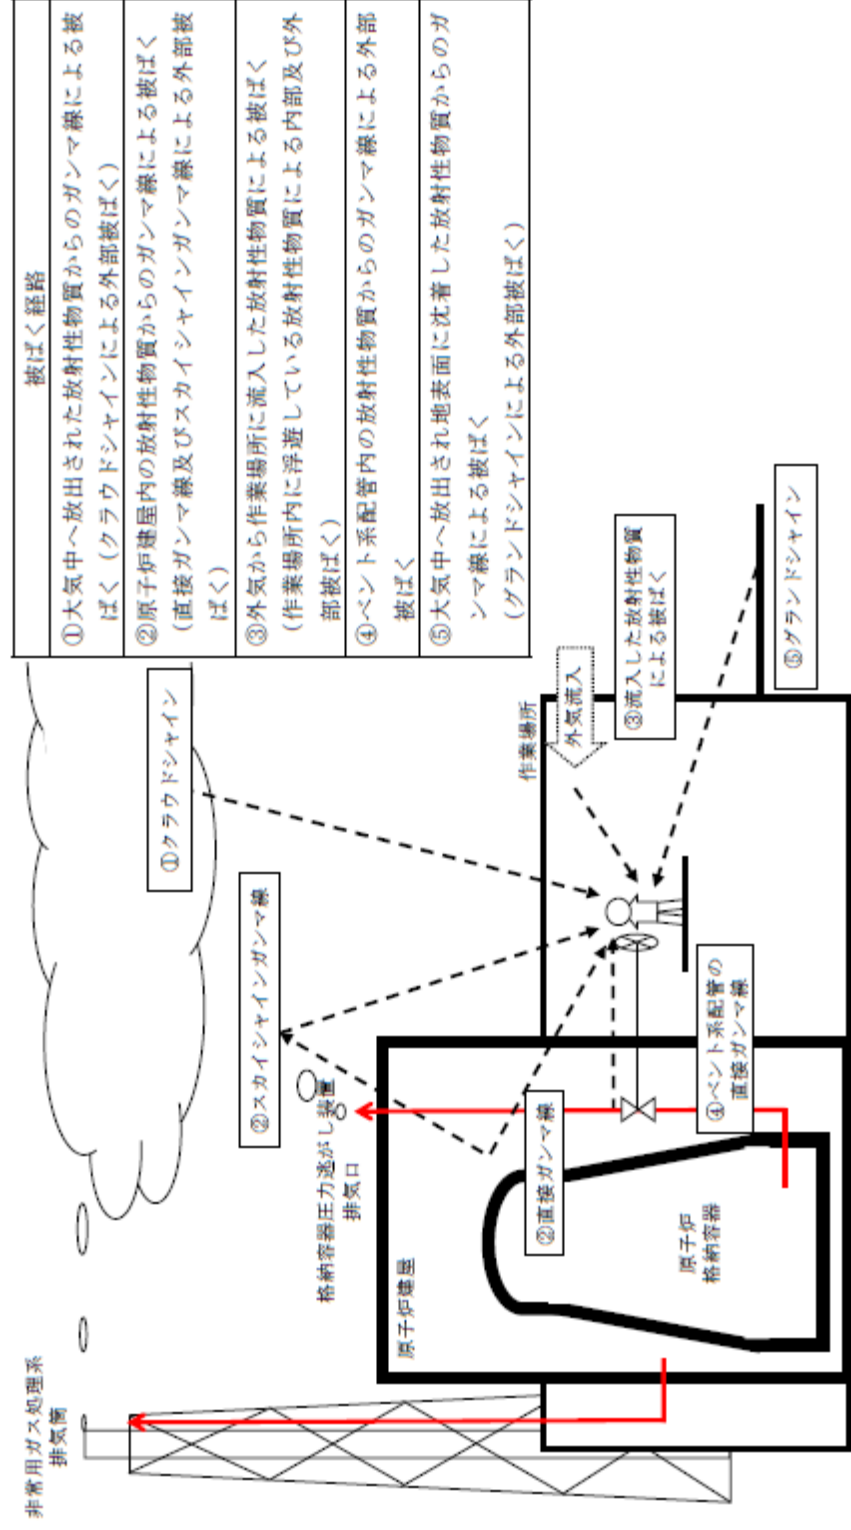 被ばく経路
①大気中へ放出された放射性物質からのガンマ線による被
ばく（クラウドシャインによる外部被ばく）
②原子炉建屋内の放射性物質からのガンマ線による被ばく
（直接ガンマ線及びスカイシャインガンマ線による外部被
ばく）
③外気から作業場所に流入した放射性物質による被ばく
（作業場所内に浮遊している放射性物質による内部及び外
部被ばく）
④ベント系配管内の放射性物質からのガンマ線による外部
被ばく
⑤大気中へ放出され地表面に沈着した放射性物質からのガ
ンマ線による被ばく
（グランドシャインによる外部被ばく）
非常用ガス処理系
排気筒
①クラウドシャイン
②スカイシャインガンマ線
格納容器圧力逃がし装置
排気口
原子炉建屋
②直接ガンマ線
原子炉
格納容器
④ベント系配管の
直接ガンマ線
作業場所
外気流入
③流入した放射性物質
による被ばく
⑤グランドシャイン